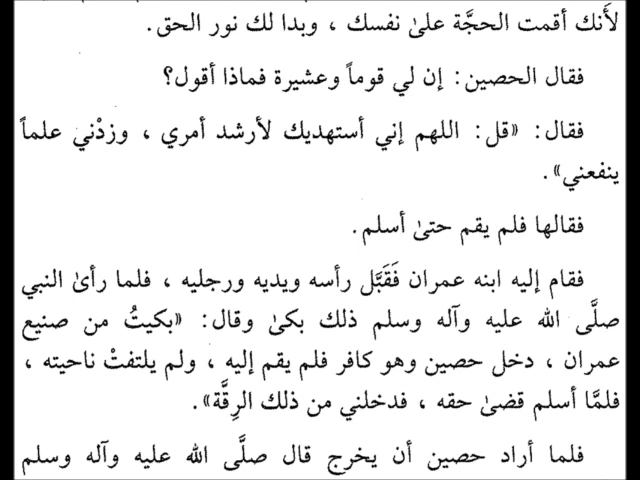 لأَنك أقمت الحجَّة علىٰ نفسك ، وبدا لك نور الحق.
فقال الحصين: إن لي قوماً وعشيرة فماذا أقول؟
فقال: «قل: اللهم إني أستهديك لأرشد أمري ، وزدْني علماً
ينفعني».
فقالها فلم يقم حتىٰ أسلم.
فقام إليه ابنه عمران فَقَبَّل رأسه ويديه ورجليه ، فلما رأىٰ النبي
صلَّى الله عليه وآله وسلم ذلك بكىٰ وقال: «بكيتُ من صنيع
عمران ، دخل حصين وهو كافر فلم يقم إليه ، ولم يلتفتْ ناحيته ،
فلمَّا أسلم قضىٰ حقه ، فدخلني من ذلك الرِقَّة».
فلما أراد حصين أن يخرج قال صلَّى الله عليه وآله وسلم